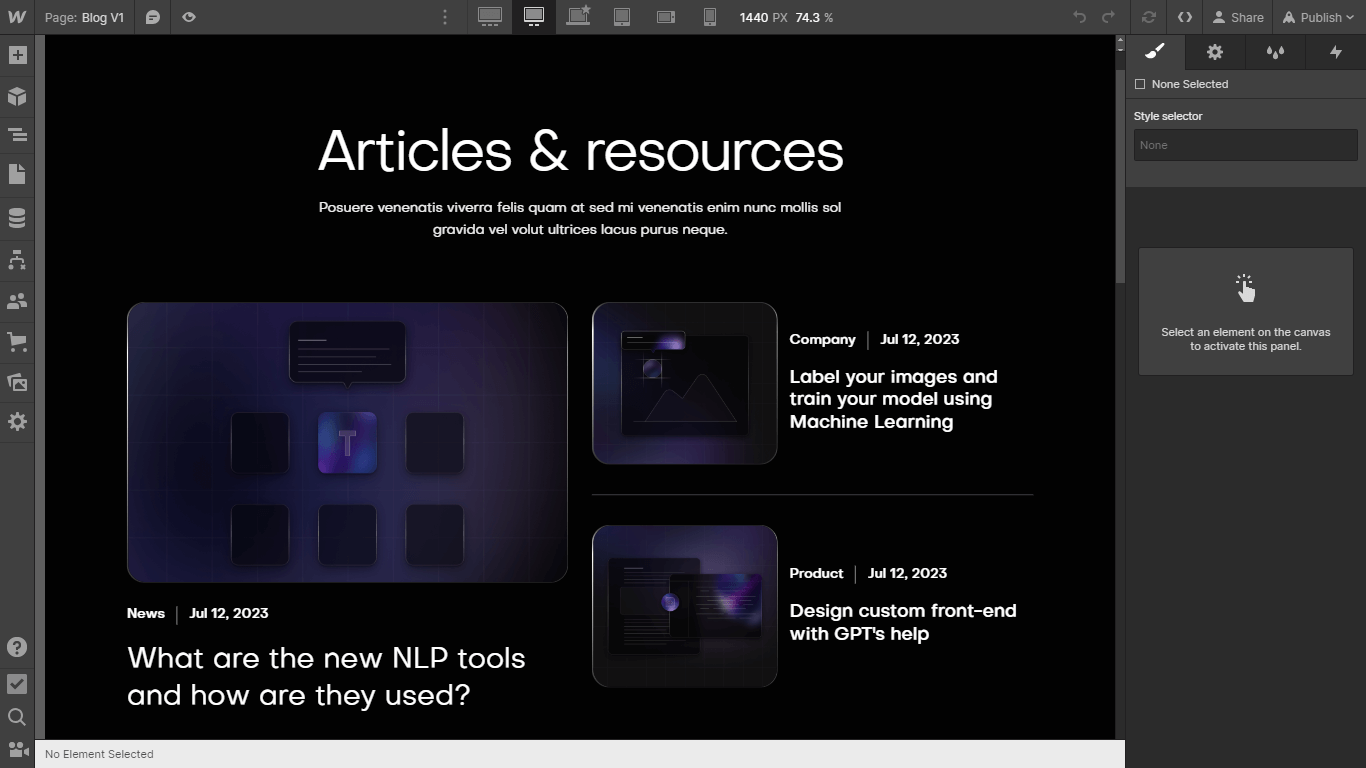 Page: Blog V1
1440 PX 74.3 %
Share
Publish
None Selected
Style selector
None
Select an element on the canvas
to activate this panel.
Articles & resources
Posuere venenatis viverra felis quam at sed mi venenatis enim nunc mollis sol
gravida vel volut ultrices lacus purus neque.
T
News | Jul 12, 2023
What are the new NLP tools
and how are they used?
Company | Jul 12, 2023
Label your images and
train your model using
Machine Learning
Product | Jul 12, 2023
Design custom front-end
with GPT's help
No Element Selected